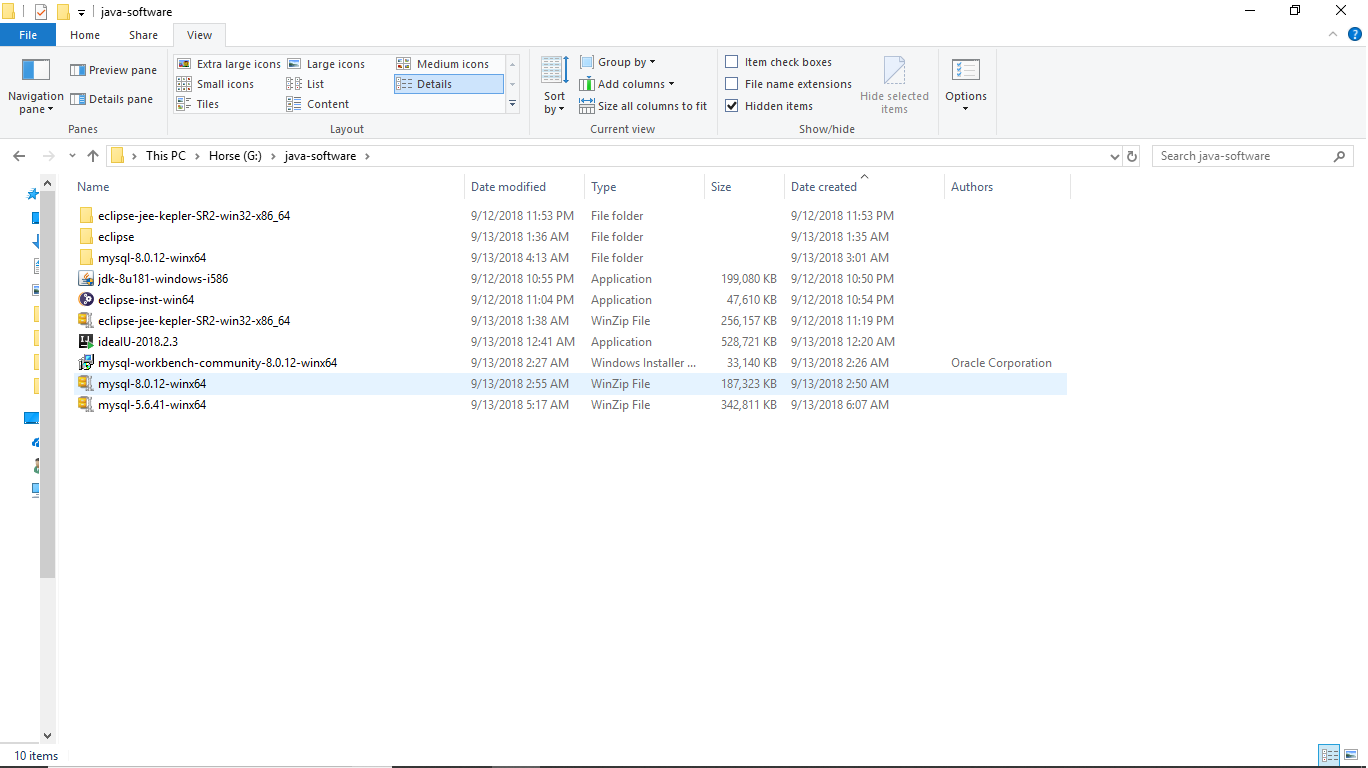 java-software
File Home Share View
Navigation pane
Preview pane
Details pane
Panes
Extra large icons Large icons Medium icons
Small icons List Details
Tiles Content
Layout
Sort by
Group by
Add columns
Size all columns to fit
Current view
Item check boxes
File name extensions
Hidden items
Hide selected items
Show/hide
Options
This PC Horse (G:) java-software
Search java-software
Name Date modified Type Size Date created Authors
eclipse-jee-kepler-SR2-win32-x86_64 9/12/2018 11:53 PM File folder 9/12/2018 11:53 PM
eclipse 9/13/2018 1:36 AM File folder 9/13/2018 1:35 AM
mysql-8.0.12-winx64 9/13/2018 4:13 AM File folder 9/13/2018 3:01 AM
jdk-8u181-windows-i586 9/12/2018 10:55 PM Application 199,080 KB 9/12/2018 10:50 PM
eclipse-inst-win64 9/12/2018 11:04 PM Application 47,610 KB 9/12/2018 10:54 PM
eclipse-jee-kepler-SR2-win32-x86_64 9/13/2018 1:38 AM WinZip File 256,157 KB 9/12/2018 11:19 PM
ideaIU-2018.2.3 9/13/2018 12:41 AM Application 528,721 KB 9/13/2018 12:20 AM
mysql-workbench-community-8.0.12-winx64 9/13/2018 2:27 AM Windows Installer ... 33,140 KB 9/13/2018 2:26 AM Oracle Corporation
mysql-8.0.12-winx64 9/13/2018 2:55 AM WinZip File 187,323 KB 9/13/2018 2:50 AM
mysql-5.6.41-winx64 9/13/2018 5:17 AM WinZip File 342,811 KB 9/13/2018 6:07 AM
10 items